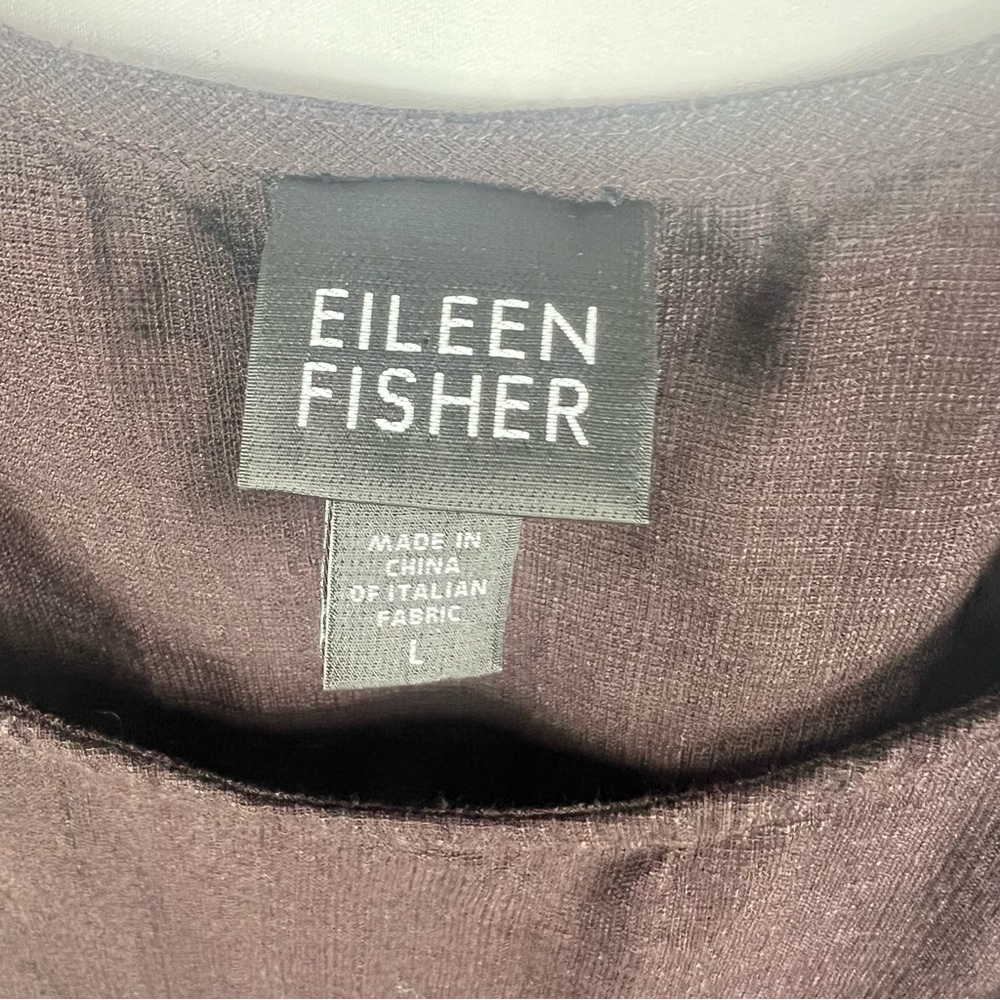 EILEEN
FISHER
MADE IN
CHINA
OF ITALIAN
FABRIC
L